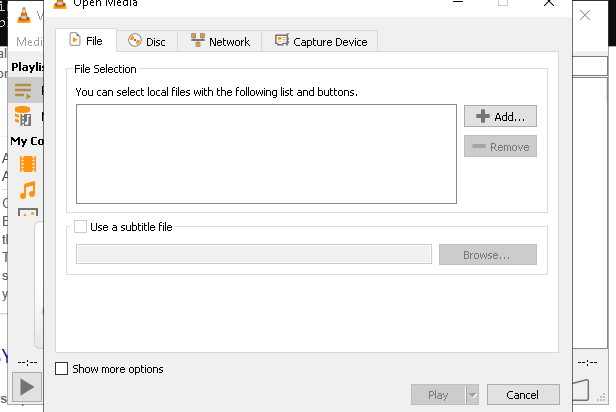 Open Media
Medi
File
Disc
Network
Capture Device
Playlis
File Selection
You can select local files with the following list and buttons.
Add...
Remove
My Co
Use a subtitle file
Browse...
--:--
--:--
Show more options
Play
Cancel